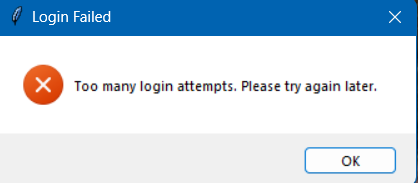 Login Failed
Too many login attempts. Please try again later.
OK